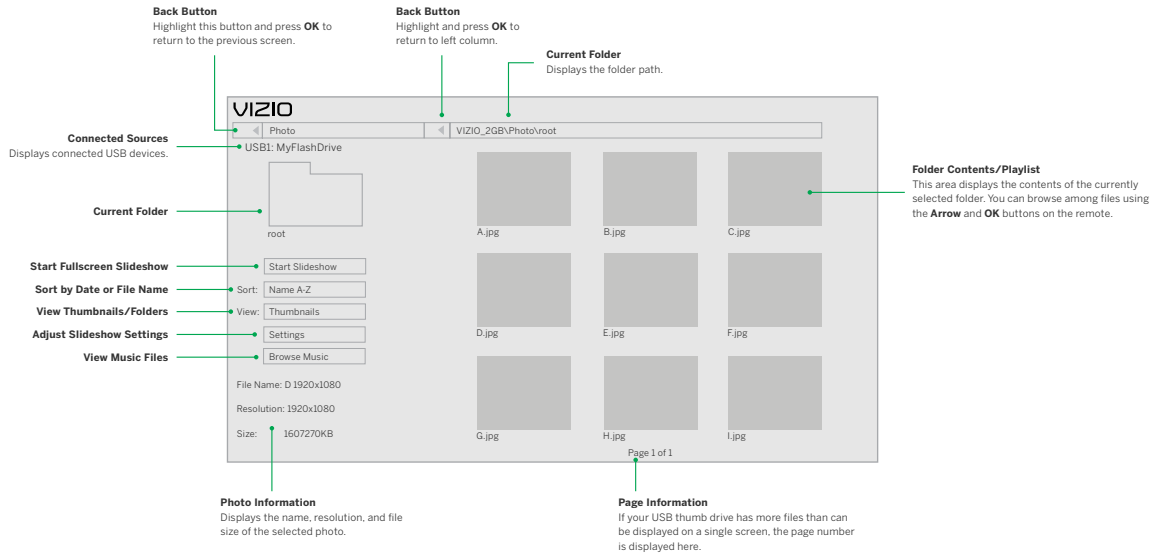 Back Button
Highlight this button and press OK to
return to the previous screen.
Back Button
Highlight and press OK to
return to left column.
Current Folder
Displays the folder path.
VIZIO
Photo
VIZIO_2GB\Photo\root
Connected Sources
Displays connected USB devices.
USB1: MyFlashDrive
Folder Contents/Playlist
This area displays the contents of the currently
selected folder. You can browse among files using
the Arrow and OK buttons on the remote.
Current Folder
root
A.jpg
B.jpg
C.jpg
Start Fullscreen Slideshow
Start Slideshow
Sort by Date or File Name
Sort: Name A-Z
View Thumbnails/Folders
View: Thumbnails
Adjust Slideshow Settings
Settings
D.jpg
E.jpg
F.jpg
View Music Files
Browse Music
File Name: D 1920x1080
Resolution: 1920x1080
Size: 1607270KB
G.jpg
H.jpg
I.jpg
Page 1 of 1
Photo Information
Displays the name, resolution, and file
size of the selected photo.
Page Information
If your USB thumb drive has more files than can
be displayed on a single screen, the page number
is displayed here.